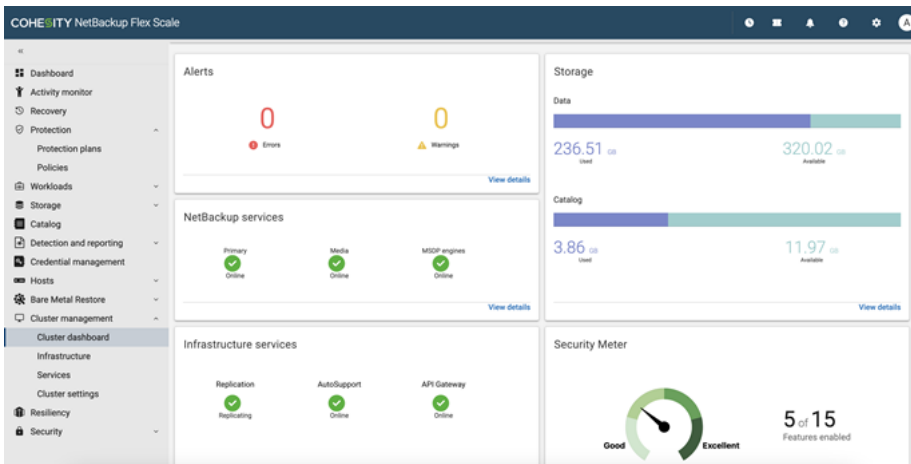 COHESITY NetBackup Flex Scale
A
«
Dashboard
Activity monitor
Recovery
Protection
Protection plans
Policies
Workloads
Storage
Catalog
Detection and reporting
Credential management
Hosts
Bare Metal Restore
Cluster management
Cluster dashboard
Infrastructure
Services
Cluster settings
Resiliency
Security
Alerts
0
Errors
0
Warnings
View details
NetBackup services
Primary
Online
Media
Online
MSDP engines
Online
View details
Infrastructure services
Replication
Replicating
AutoSupport
Online
API Gateway
Online
Storage
Data
236.51 GB
Used
320.02 GB
Available
Catalog
3.86 GB
Used
11.97 GB
Available
View details
Security Meter
Good
Excellent
5 of 15
Features enabled